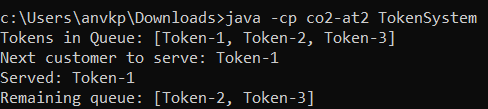 c:\Users\anvkp\Downloads>java -cp co2-at2 TokenSystem
Tokens in Queue: [Token-1, Token-2, Token-3]
Next customer to serve: Token-1
Served: Token-1
Remaining queue: [Token-2, Token-3]